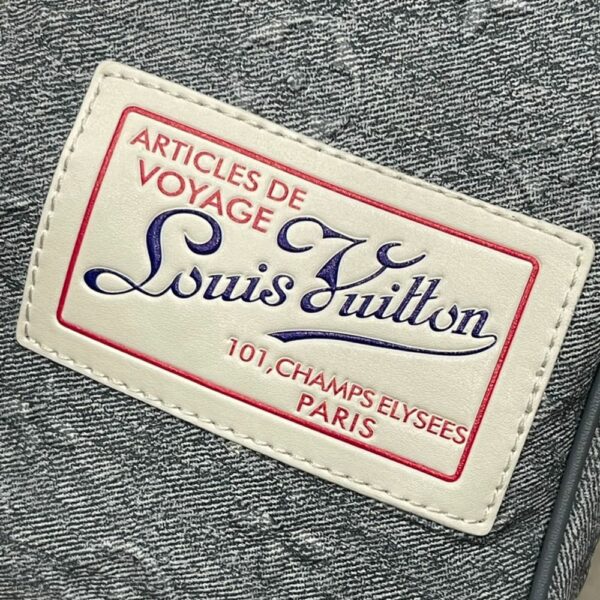 ARTICLES DE
VOYAGE
Louis Vuitton
101, CHAMPS ELYSEES
PARIS